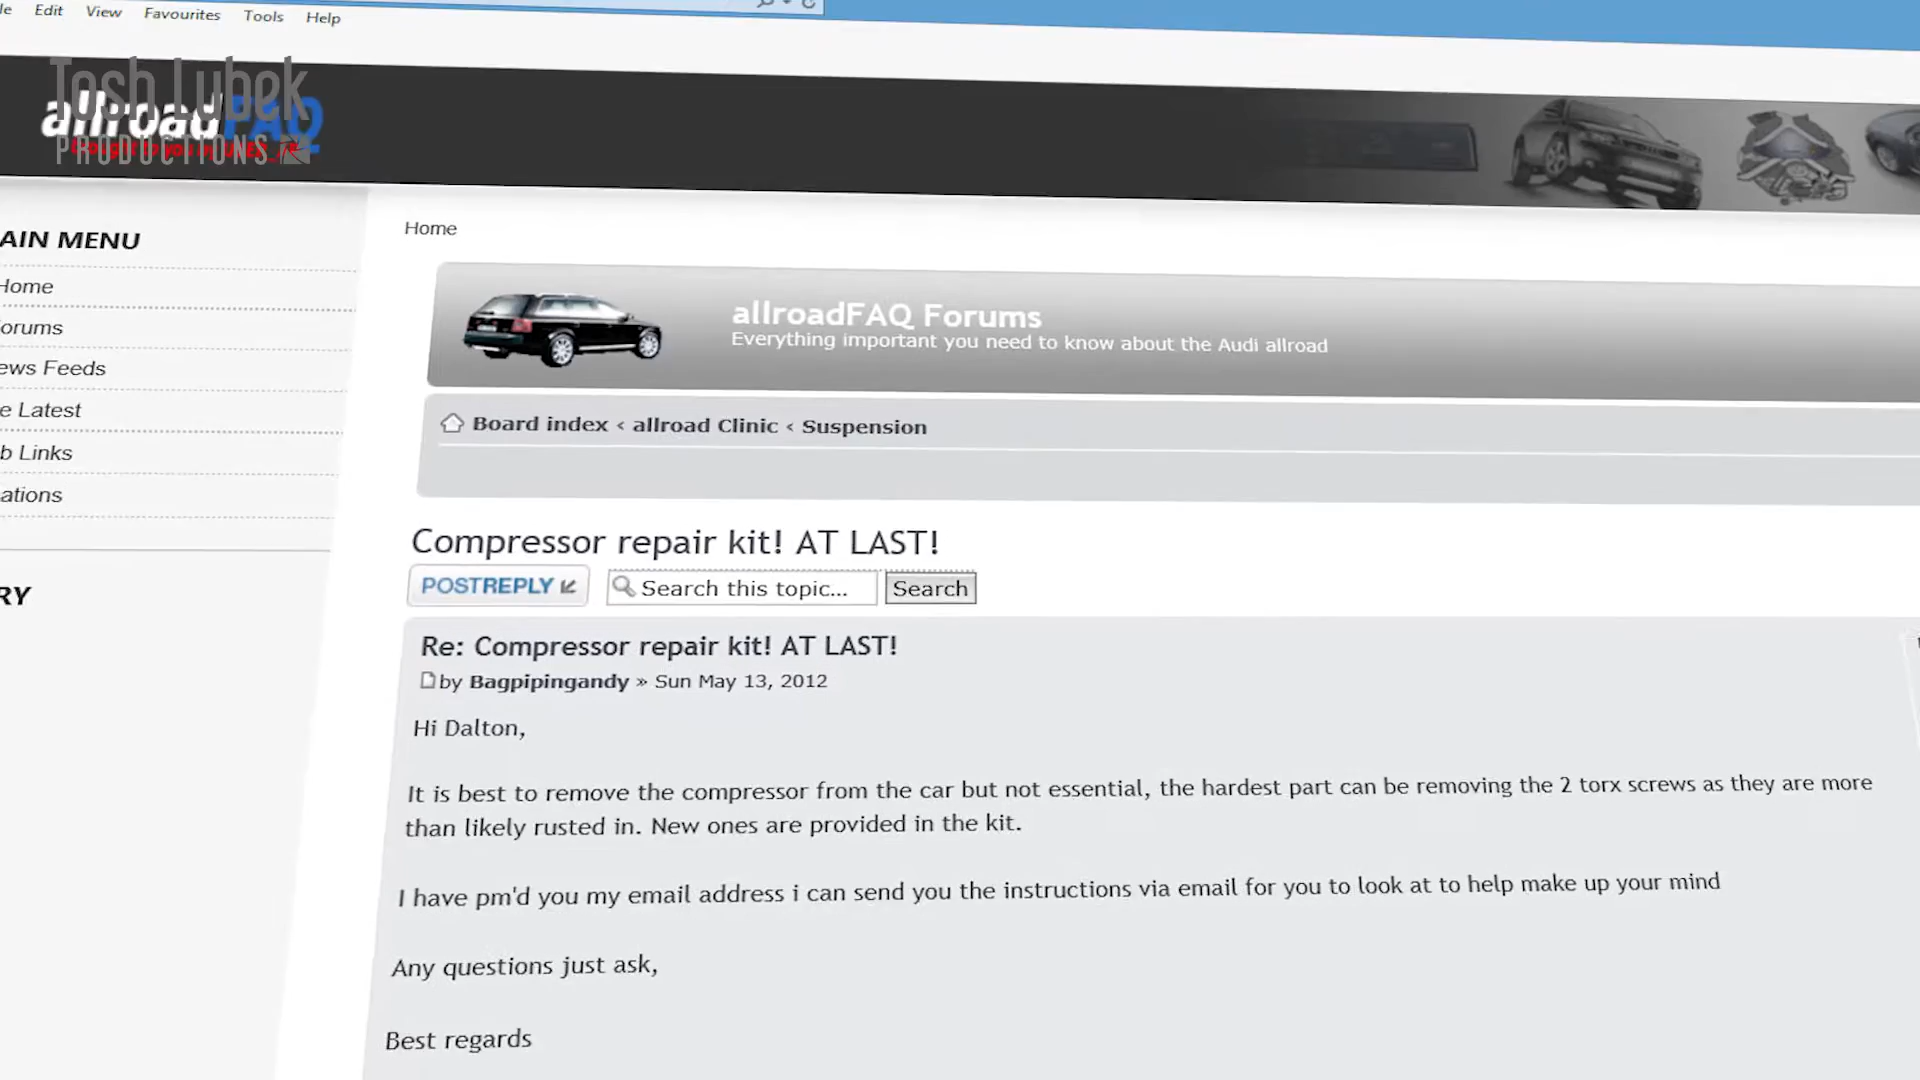 le Edit View Favourites Tools Help
Tosh Lubek
PRODUCTIONS
allroadFAQ
AIN MENU
Home
Home
orums
ews Feeds
e Latest
b Links
ations
RY
allroadFAQ Forums
Everything important you need to know about the Audi allroad
Board index ‹ allroad Clinic ‹ Suspension
Compressor repair kit! AT LAST!
POSTREPLY Search this topic... Search
Re: Compressor repair kit! AT LAST!
by Bagpipingandy » Sun May 13, 2012
Hi Dalton,
It is best to remove the compressor from the car but not essential, the hardest part can be removing the 2 torx screws as they are more
than likely rusted in. New ones are provided in the kit.
I have pm'd you my email address i can send you the instructions via email for you to look at to help make up your mind
Any questions just ask,
Best regards